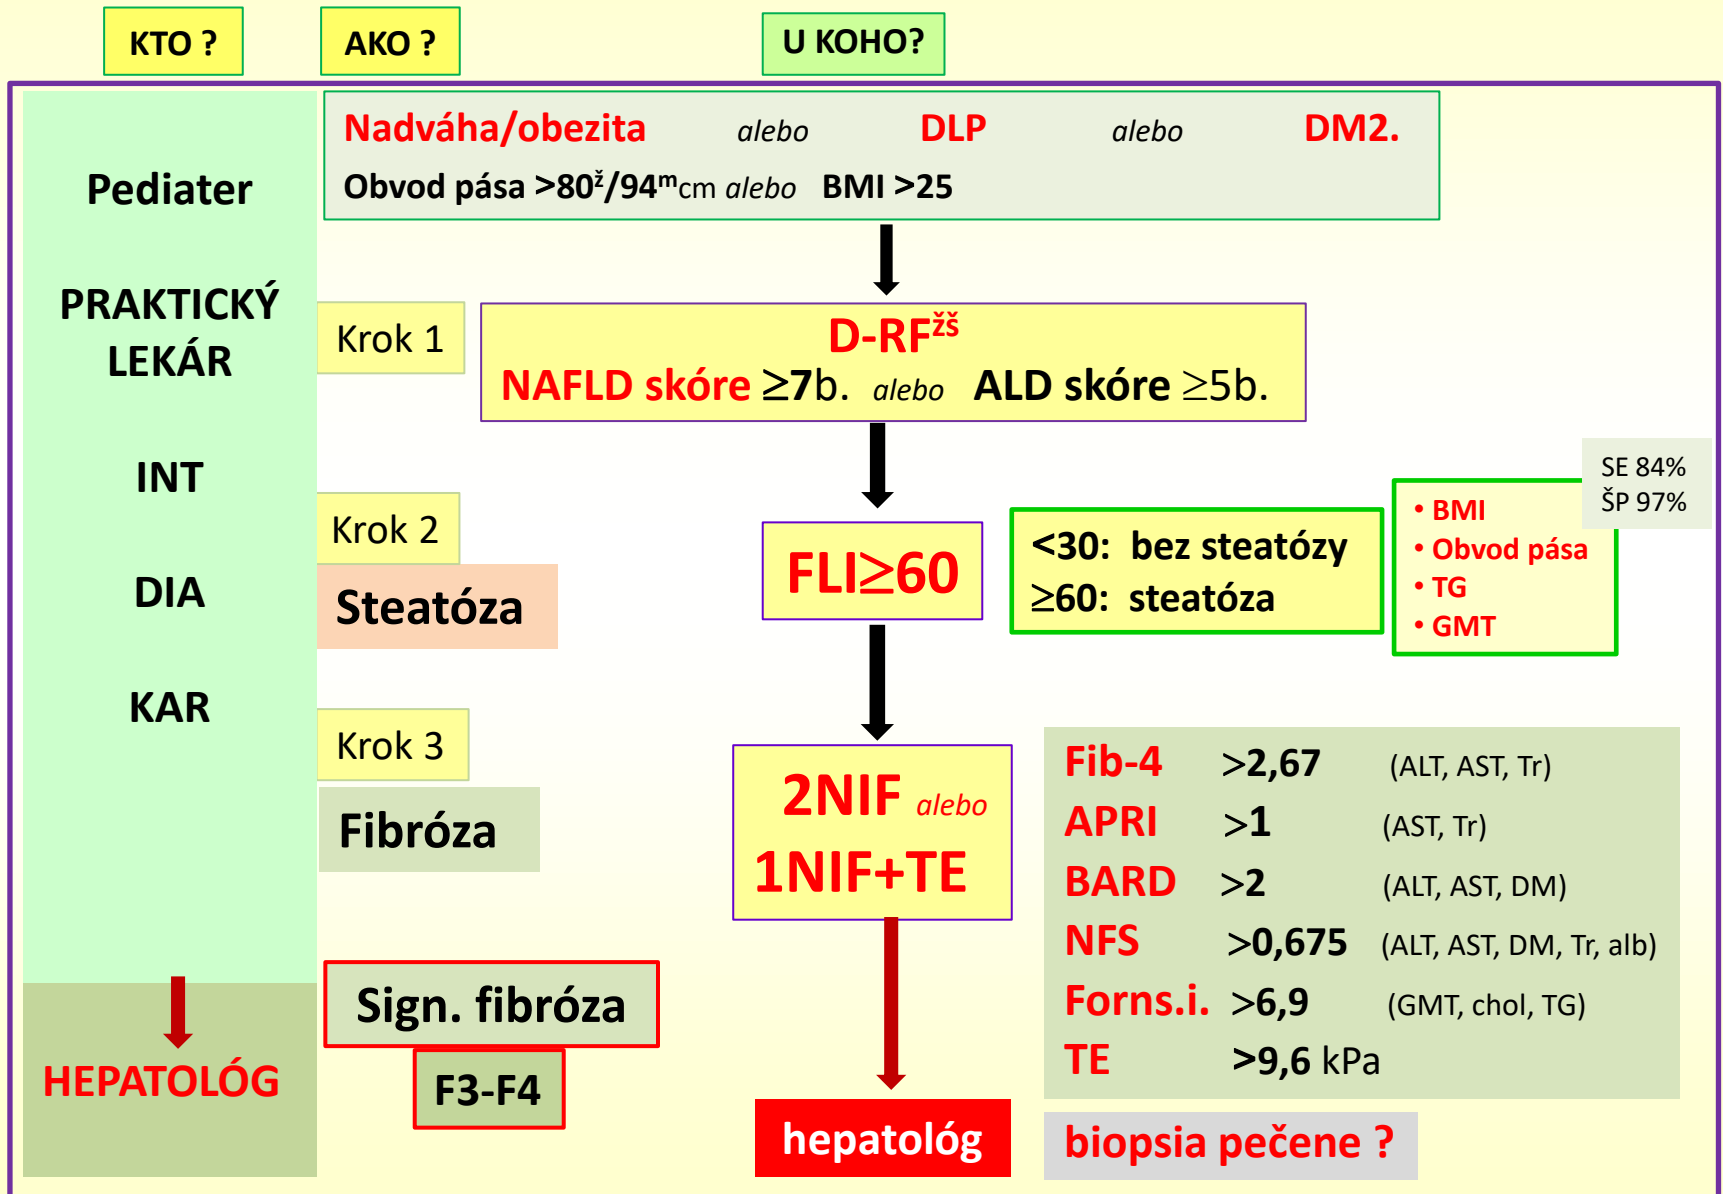 KTO ?
AKO ?
U KOHO?
Nadváha/obezita alebo DLP alebo DM2.
Obvod pása >80ž/94mcm alebo BMI >25
Pediater
PRAKTICKÝ
LEKÁR
INT
DIA
KAR
HEPATOLÓG
Krok 1
D-RFžš
NAFLD skóre ≥7b. alebo ALD skóre ≥5b.
Krok 2
Steatóza
FLI≥60
<30: bez steatózy
≥60: steatóza
• BMI
• Obvod pása
• TG
• GMT
SE 84%
ŠP 97%
Krok 3
Fibróza
2NIF alebo
1NIF+TE
Fib-4 >2,67 (ALT, AST, Tr)
APRI >1 (AST, Tr)
BARD >2 (ALT, AST, DM)
NFS >0,675 (ALT, AST, DM, Tr, alb)
Forns.i. >6,9 (GMT, chol, TG)
TE >9,6 kPa
Sign. fibróza
F3-F4
hepatológ
biopsia pečene ?